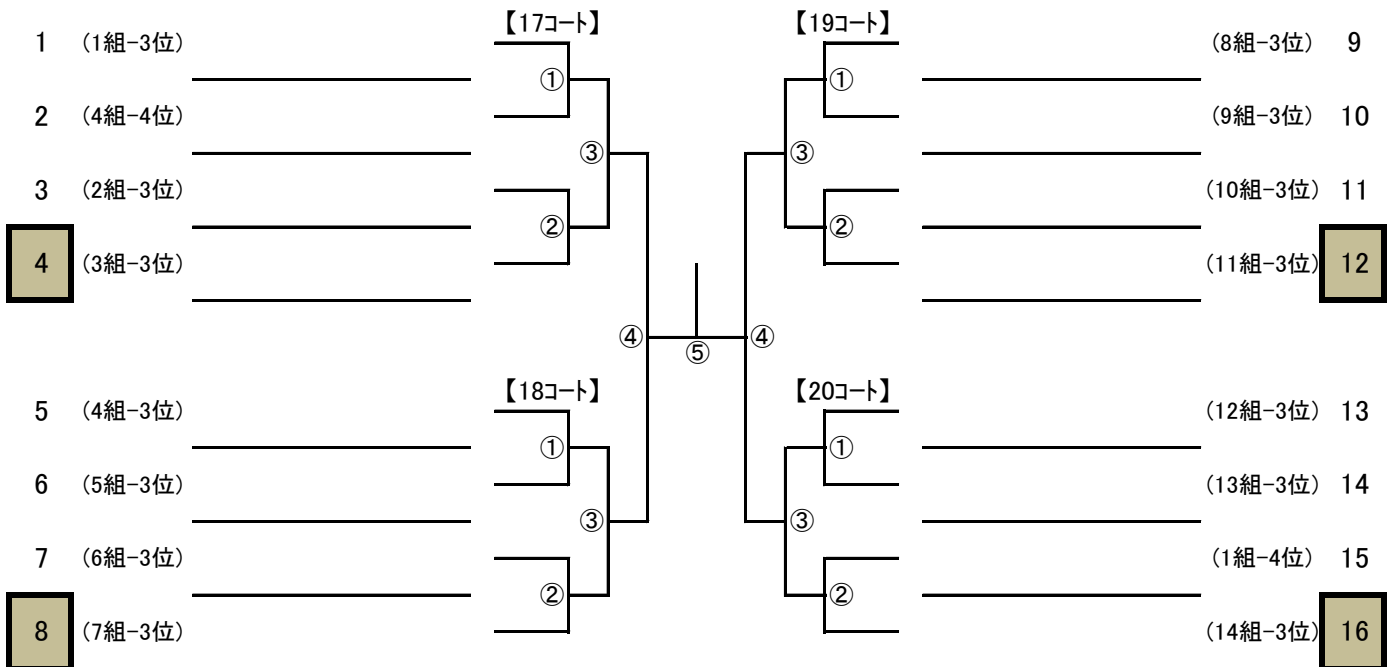 【17コート】 【19コート】
1 (1組-3位) (8組-3位) 9
① ①
2 (4組-4位) (9組-3位) 10
③ ③
3 (2組-3位) (10組-3位) 11
② ②
4 (3組-3位) (11組-3位) 12
④ ⑤ ④
【18コート】 【20コート】
5 (4組-3位) (12組-3位) 13
① ①
6 (5組-3位) (13組-3位) 14
③ ③
7 (6組-3位) (1組-4位) 15
② ②
8 (7組-3位) (14組-3位) 16